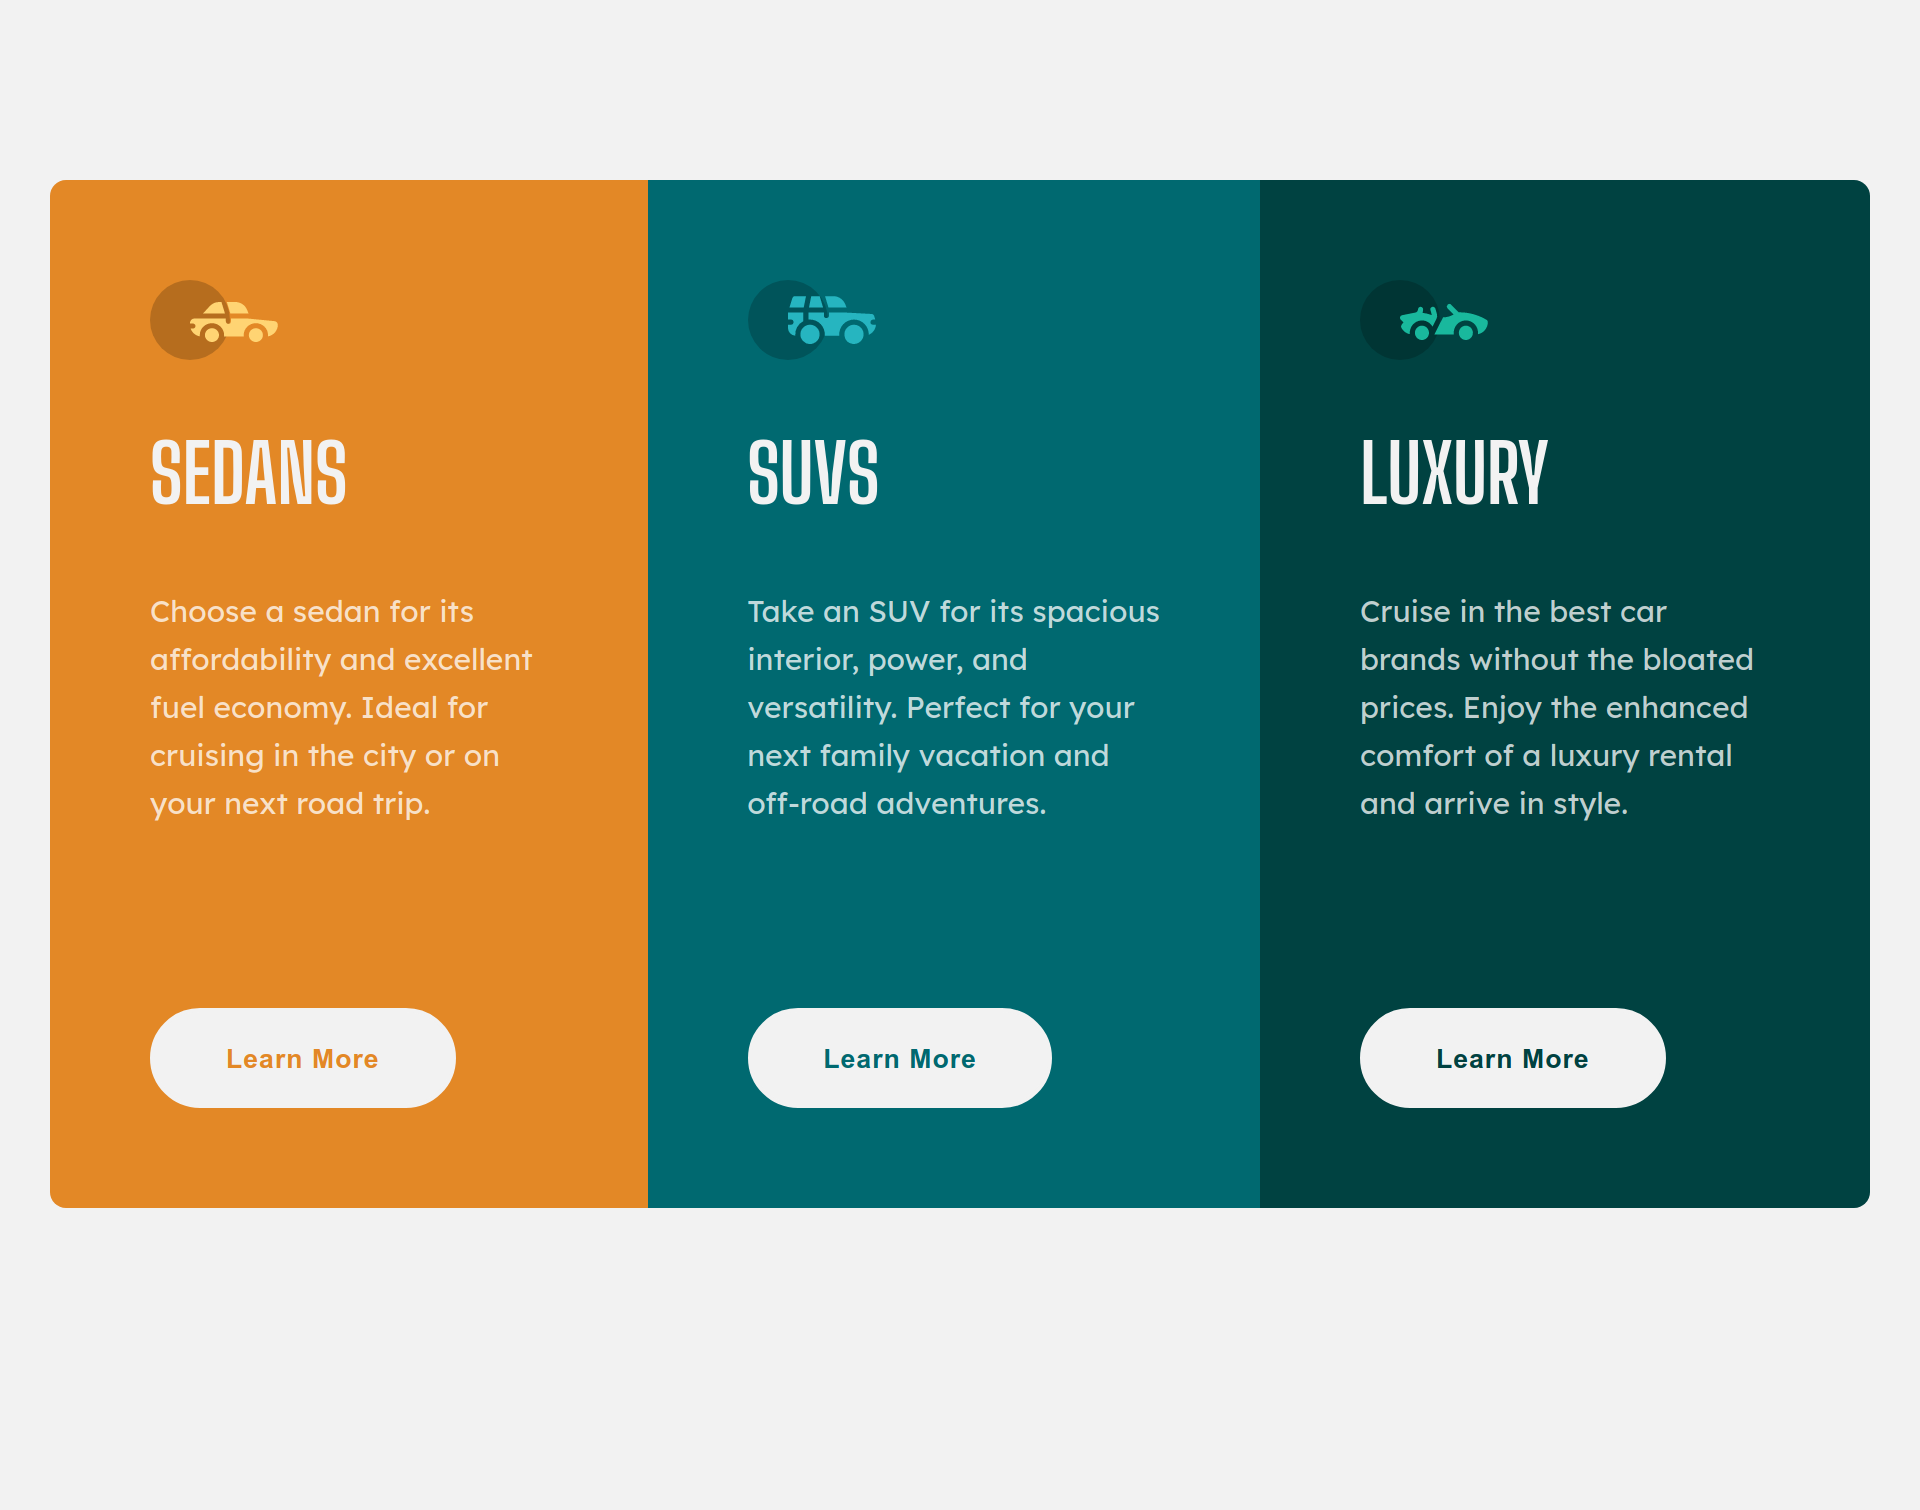 SEDANS
Choose a sedan for its
affordability and excellent
fuel economy. Ideal for
cruising in the city or on
your next road trip.
Learn More
SUVS
Take an SUV for its spacious
interior, power, and
versatility. Perfect for your
next family vacation and
off-road adventures.
Learn More
LUXURY
Cruise in the best car
brands without the bloated
prices. Enjoy the enhanced
comfort of a luxury rental
and arrive in style.
Learn More